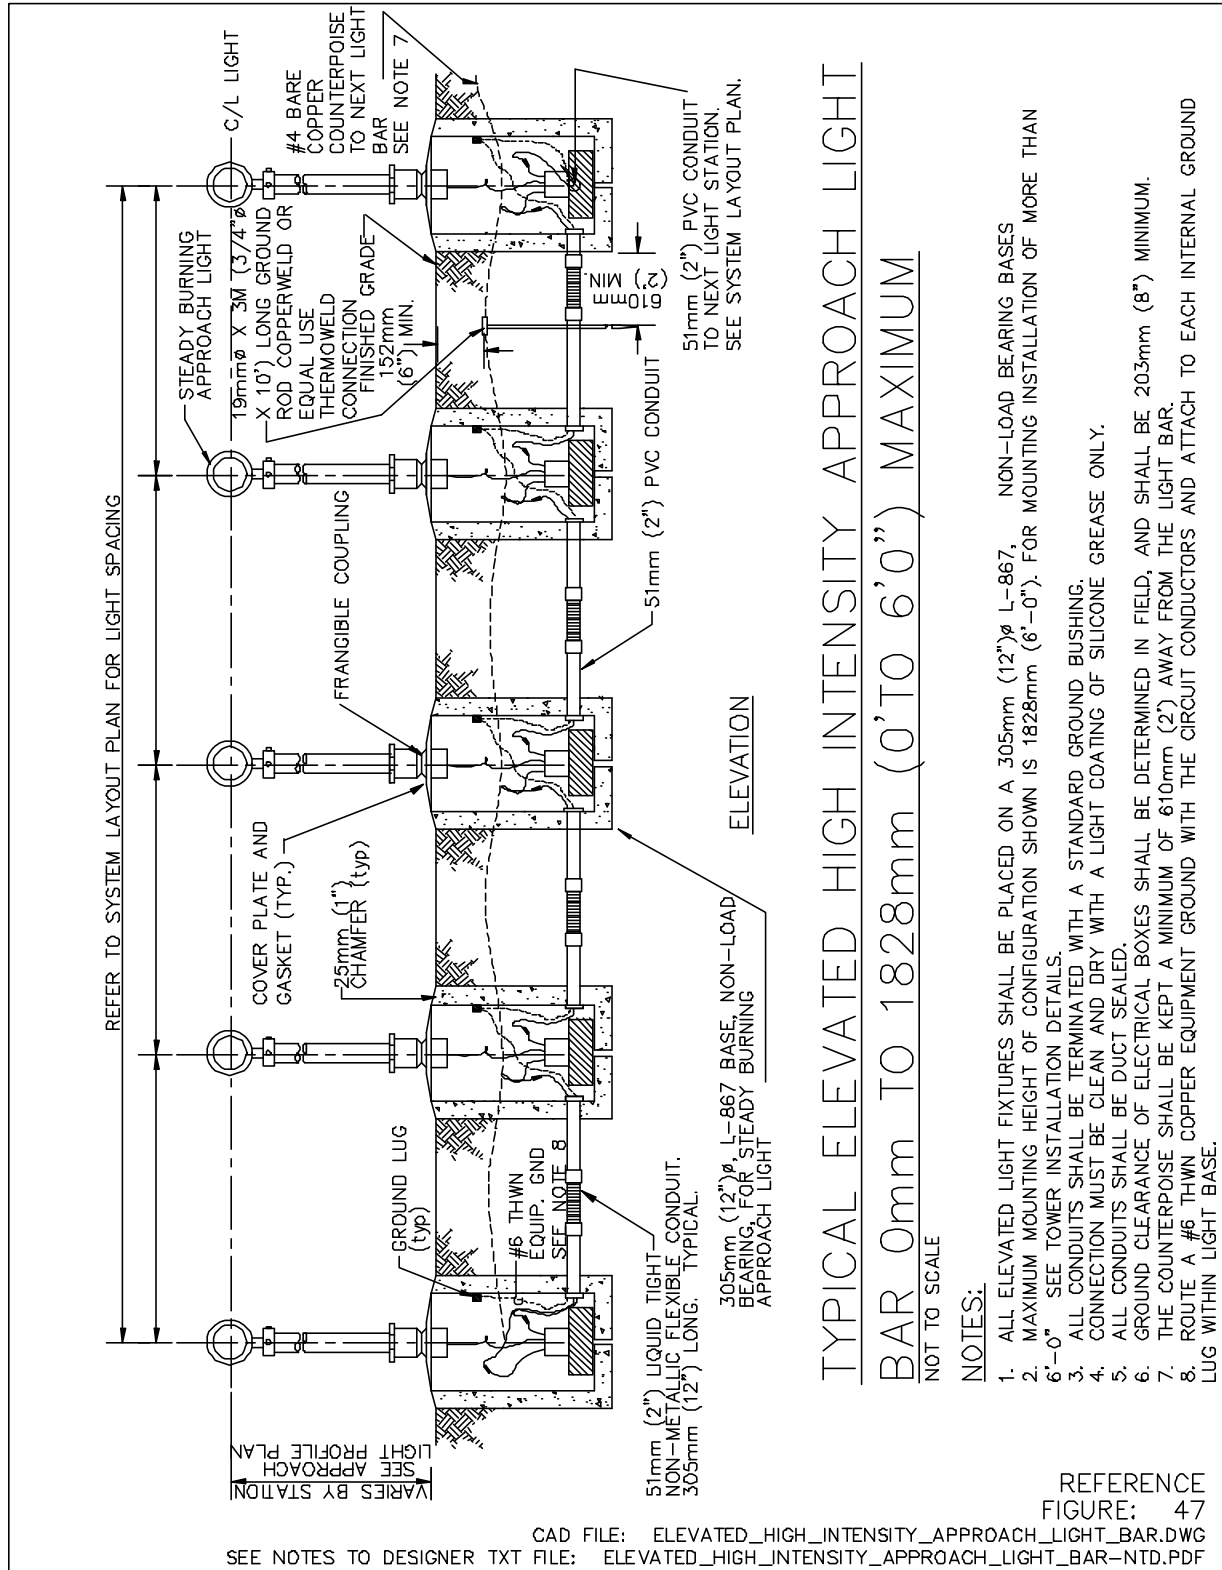 REFER TO SYSTEM LAYOUT PLAN FOR LIGHT SPACING
C/L LIGHT
STEADY BURNING
APPROACH LIGHT
#4 BARE
COPPER
COUNTERPOISE
TO NEXT LIGHT
BAR
SEE NOTE 7
19mmø X 3M (3/4"ø
X 10') LONG GROUND
ROD COPPERWELD OR
EQUAL USE
THERMOWELD
CONNECTION
FINISHED GRADE
152mm
(6") MIN.
FRANGIBLE COUPLING
COVER PLATE AND
GASKET (TYP.)
25mm (1")
CHAMFER (typ)
GROUND LUG
(typ)
#6 THWN
EQUIP. GND
SEE NOTE 8
VARIES BY STATION
SEE APPROACH
LIGHT PROFILE PLAN
610mm
(2') MIN.
51mm (2") PVC CONDUIT
TO NEXT LIGHT STATION.
SEE SYSTEM LAYOUT PLAN.
51mm (2") PVC CONDUIT
305mm (12")ø, L-867 BASE, NON-LOAD
BEARING, FOR STEADY BURNING
APPROACH LIGHT
51mm (2") LIQUID TIGHT
NON-METALLIC FLEXIBLE CONDUIT.
305mm (12") LONG. TYPICAL.
ELEVATION
TYPICAL ELEVATED HIGH INTENSITY APPROACH LIGHT
BAR 0mm TO 1828mm (0'TO 6'0") MAXIMUM
NOT TO SCALE
NOTES:
1. ALL ELEVATED LIGHT FIXTURES SHALL BE PLACED ON A 305mm (12")ø L-867, NON-LOAD BEARING BASES
2. MAXIMUM MOUNTING HEIGHT OF CONFIGURATION SHOWN IS 1828mm (6'-0"). FOR MOUNTING INSTALLATION OF MORE THAN
6'-0" SEE TOWER INSTALLATION DETAILS.
3. ALL CONDUITS SHALL BE TERMINATED WITH A STANDARD GROUND BUSHING.
4. CONNECTION MUST BE CLEAN AND DRY WITH A LIGHT COATING OF SILICONE GREASE ONLY.
5. ALL CONDUITS SHALL BE DUCT SEALED.
6. GROUND CLEARANCE OF ELECTRICAL BOXES SHALL BE DETERMINED IN FIELD, AND SHALL BE 203mm (8") MINIMUM.
7. THE COUNTERPOISE SHALL BE KEPT A MINIMUM OF 610mm (2') AWAY FROM THE LIGHT BAR.
8. ROUTE A #6 THWN COPPER EQUIPMENT GROUND WITH THE CIRCUIT CONDUCTORS AND ATTACH TO EACH INTERNAL GROUND
LUG WITHIN LIGHT BASE.
REFERENCE
FIGURE: 47
CAD FILE: ELEVATED_HIGH_INTENSITY_APPROACH_LIGHT_BAR.DWG
SEE NOTES TO DESIGNER TXT FILE: ELEVATED_HIGH_INTENSITY_APPROACH_LIGHT_BAR-NTD.PDF